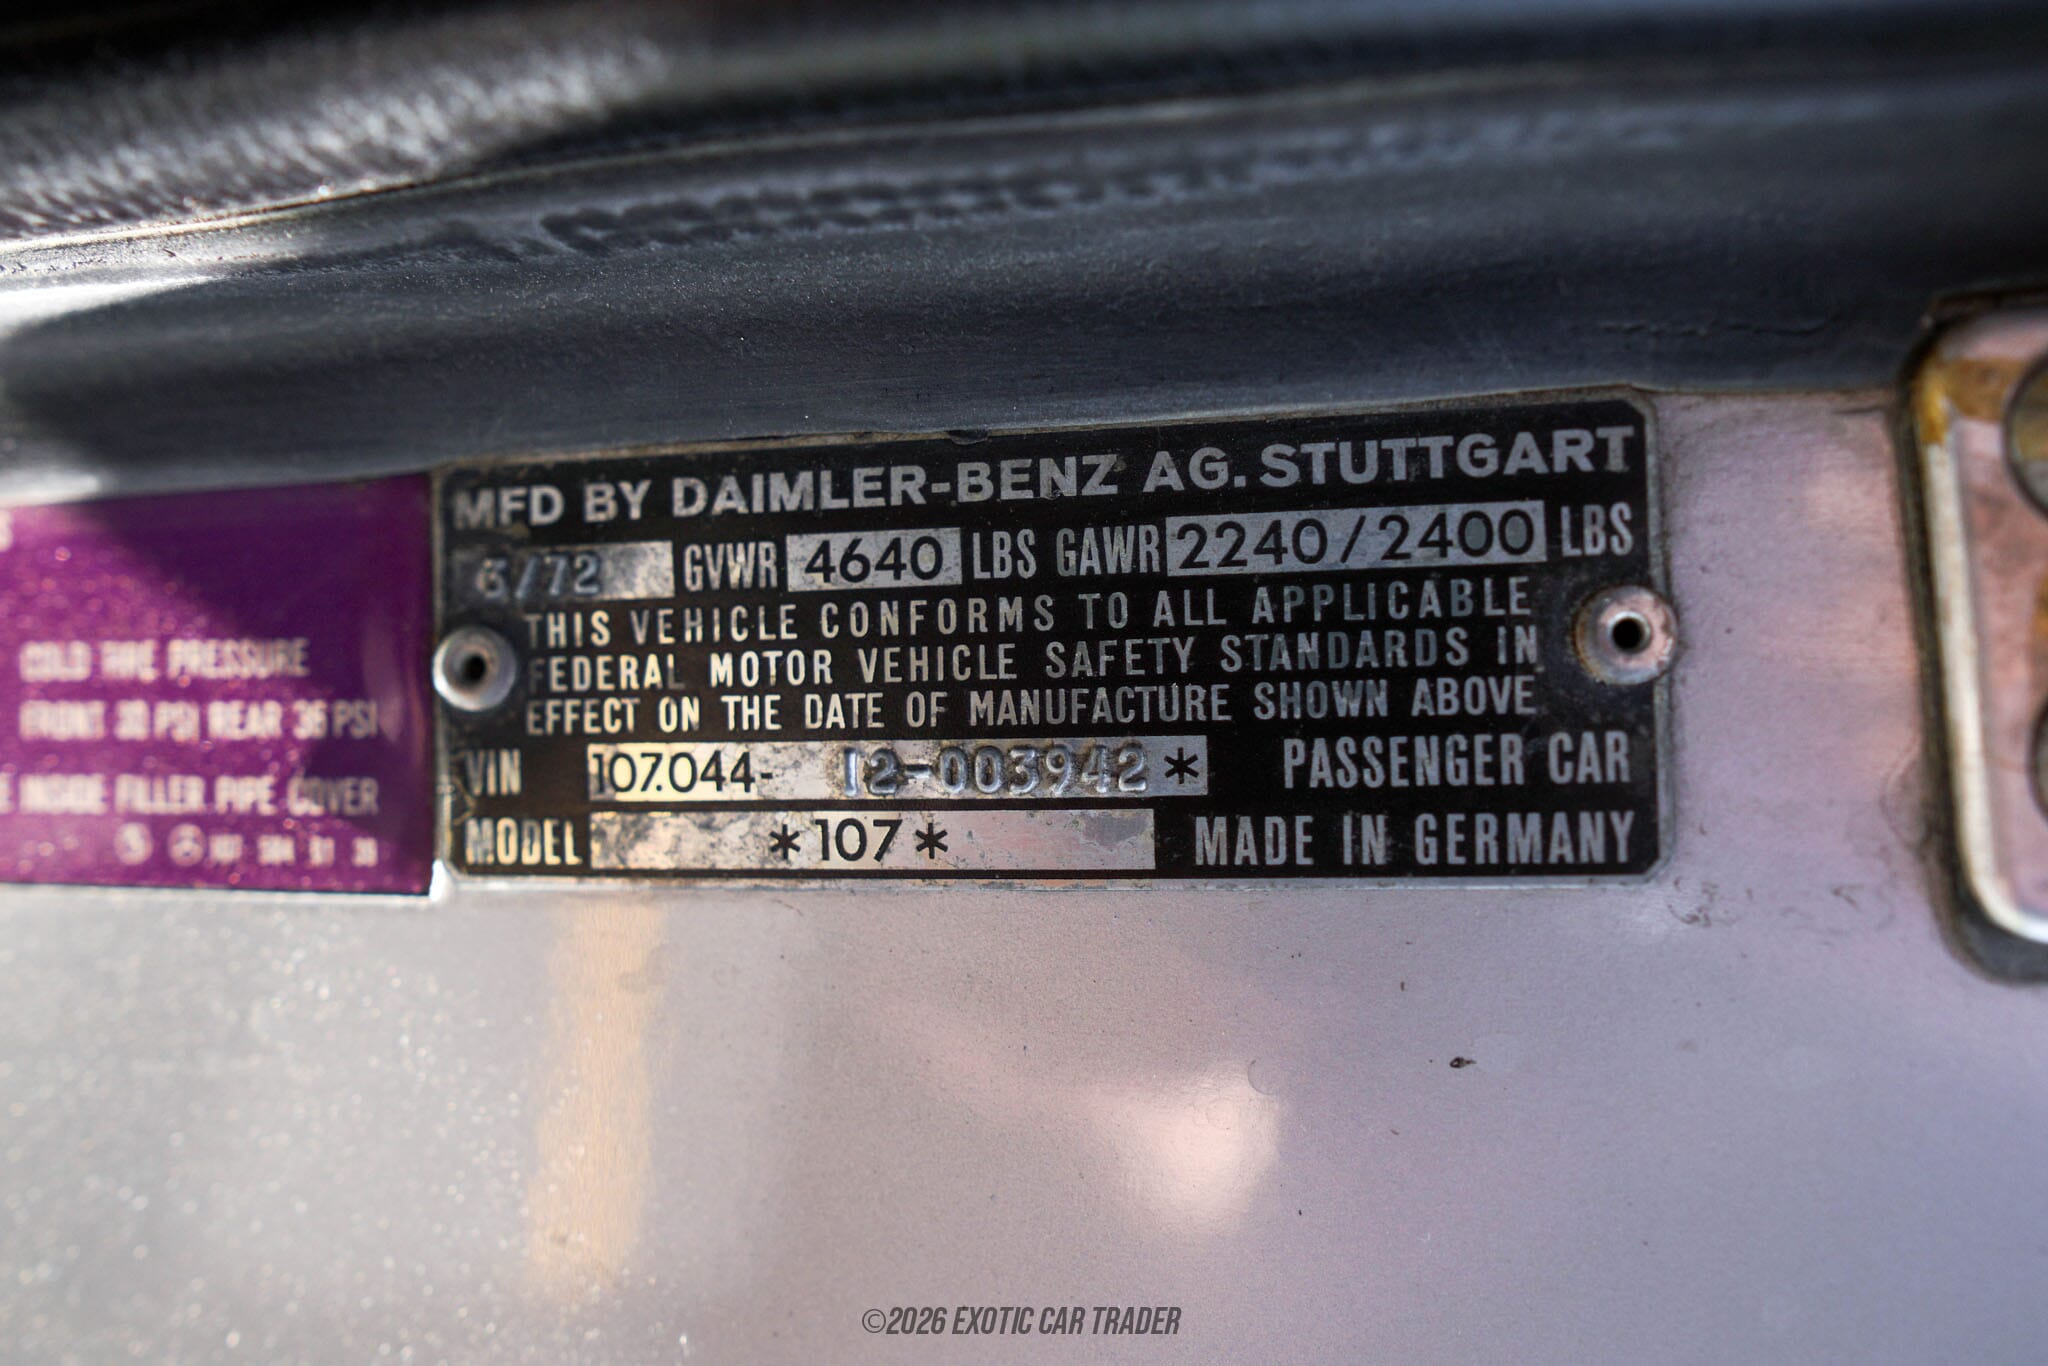 COLD TIRE PRESSURE
FRONT 30 PSI REAR 36 PSI
INSIDE FILLER PIPE COVER
MFD BY DAIMLER-BENZ AG. STUTTGART
/72 GVWR 4640 LBS GAWR 2240/2400 LBS
THIS VEHICLE CONFORMS TO ALL APPLICABLE
FEDERAL MOTOR VEHICLE SAFETY STANDARDS IN
EFFECT ON THE DATE OF MANUFACTURE SHOWN ABOVE
VIN 107.044- 12-003942* PASSENGER CAR
MODEL *107* MADE IN GERMANY
©2026 EXOTIC CAR TRADER